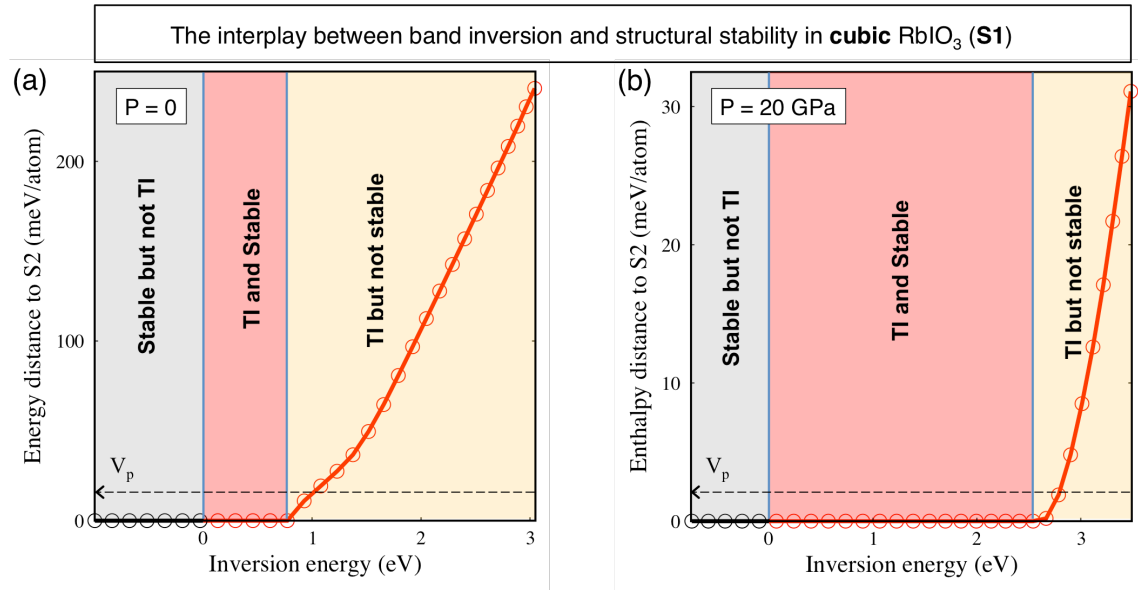 The interplay between band inversion and structural stability in cubic RbIO₃ (S1)
(a)
P = 0
Energy distance to S2 (meV/atom)
200
100
0
Stable but not TI
TI and Stable
TI but not stable
Vₚ
0
1
2
3
Inversion energy (eV)
(b)
P = 20 GPa
Enthalpy distance to S2 (meV/atom)
30
20
10
0
Stable but not TI
TI and Stable
TI but not stable
Vₚ
0
1
2
3
Inversion energy (eV)